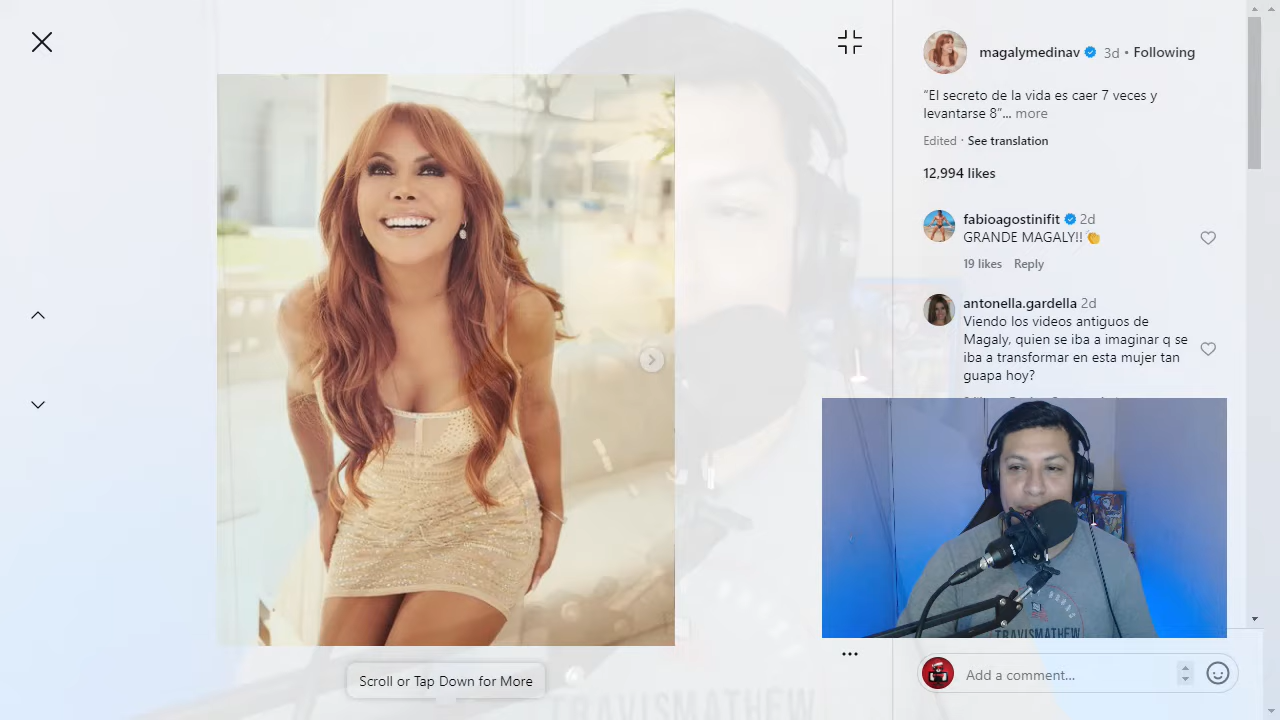 magalymedinav 3d • Following
“El secreto de la vida es caer 7 veces y
levantarse 8”... more
Edited · See translation
12,994 likes
fabioagostinifit 2d
GRANDE MAGALY!! 👏
19 likes Reply
antonella.gardella 2d
Viendo los videos antiguos de
Magaly, quien se iba a imaginar q se
iba a transformar en esta mujer tan
guapa hoy?
TRAVISMATHEW
Scroll or Tap Down for More
Add a comment...
TRAVISMATHEW